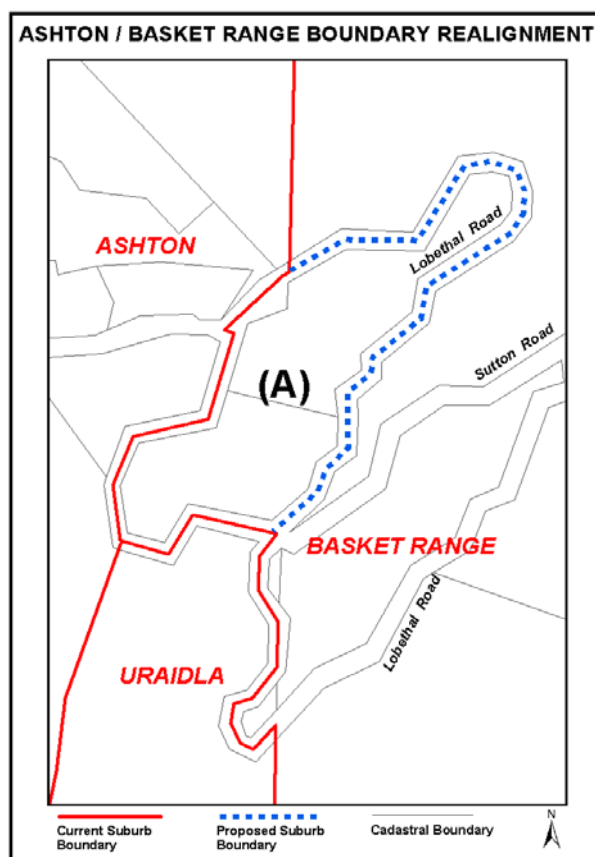 ASHTON / BASKET RANGE BOUNDARY REALIGNMENT
ASHTON
Lobethal Road
Sutton Road
(A)
BASKET RANGE
Lobethal Road
URAIDLA
Current Suburb
Boundary
Proposed Suburb
Boundary
Cadastral Boundary
N